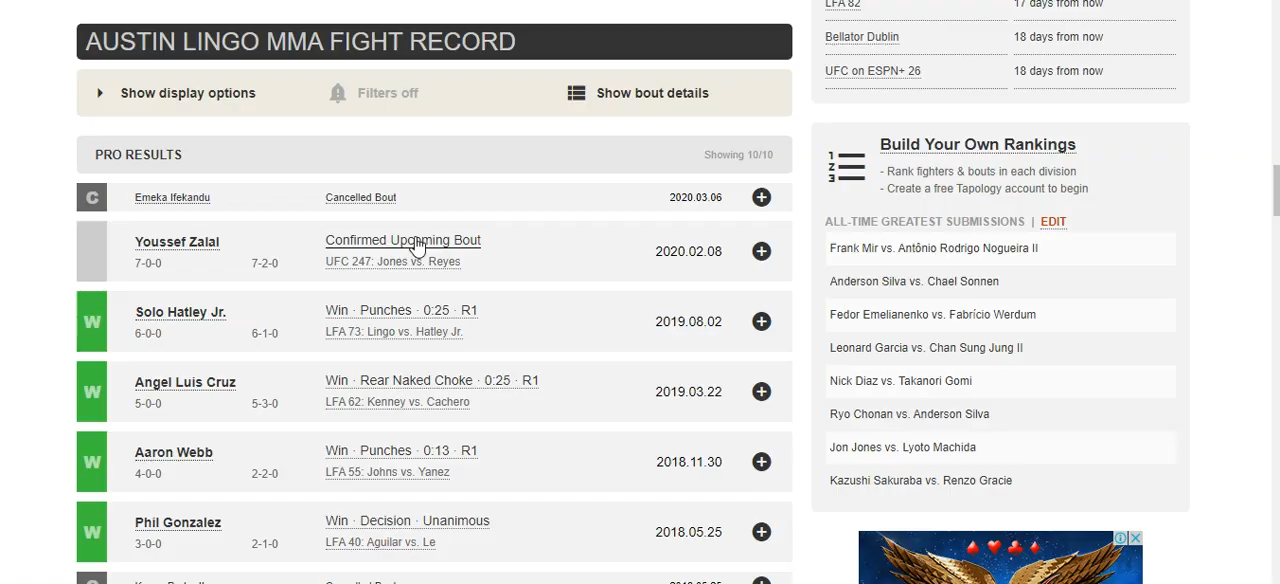 AUSTIN LINGO MMA FIGHT RECORD
Show display options
Filters off
Show bout details
PRO RESULTS
Showing 10/10
C
Emeka Ifekandu
Cancelled Bout
2020.03.06
Youssef Zalal
Confirmed Upcoming Bout
7-0-0
7-2-0
UFC 247: Jones vs. Reyes
2020.02.08
W
Solo Hatley Jr.
Win · Punches · 0:25 · R1
6-0-0
6-1-0
LFA 73: Lingo vs. Hatley Jr.
2019.08.02
W
Angel Luis Cruz
Win · Rear Naked Choke · 0:25 · R1
5-0-0
5-3-0
LFA 62: Kenney vs. Cachero
2019.03.22
W
Aaron Webb
Win · Punches · 0:13 · R1
4-0-0
2-2-0
LFA 55: Johns vs. Yanez
2018.11.30
W
Phil Gonzalez
Win · Decision · Unanimous
3-0-0
2-1-0
LFA 40: Aguilar vs. Le
2018.05.25
LFA 82
17 days from now
Bellator Dublin
18 days from now
UFC on ESPN+ 26
18 days from now
1
2
3
Build Your Own Rankings
- Rank fighters & bouts in each division
- Create a free Tapology account to begin
ALL-TIME GREATEST SUBMISSIONS | EDIT
Frank Mir vs. Antônio Rodrigo Nogueira II
Anderson Silva vs. Chael Sonnen
Fedor Emelianenko vs. Fabrício Werdum
Leonard Garcia vs. Chan Sung Jung II
Nick Diaz vs. Takanori Gomi
Ryo Chonan vs. Anderson Silva
Jon Jones vs. Lyoto Machida
Kazushi Sakuraba vs. Renzo Gracie